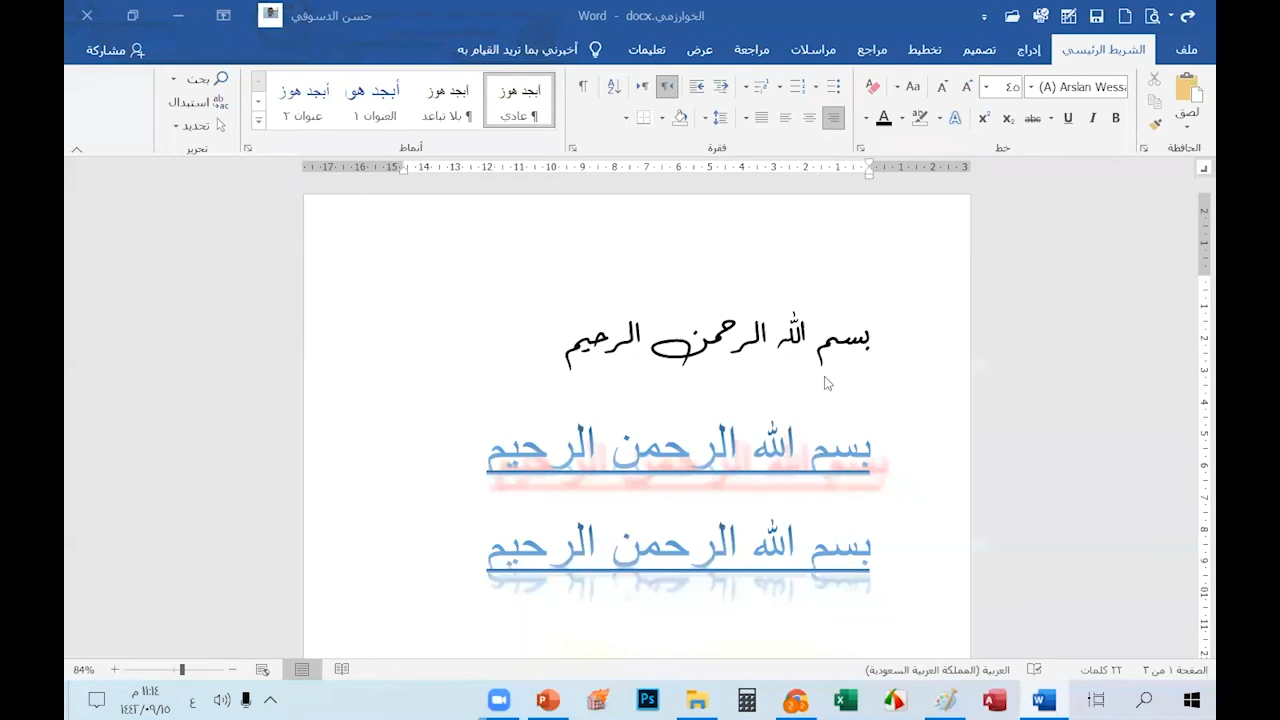 الخوارزمي.docx - Word
حسن الدسوقي
ملف الشريط الرئيسي إدراج تصميم تخطيط مراجع مراسلات مراجعة عرض تعليمات أخبرني بما تريد القيام به مشاركة
(A) Arslan Wessa ٤٥
لصق
الحافظة
خط
فقرة
أبجد هوز
¶ عادي
أبجد هوز
¶ بلا تباعد
أبجد هو
العنوان ١
أبجد هوز
عنوان ٢
أنماط
بحث
استبدال
تحديد
تحرير
بسم الله الرحمن الرحيم
بسم الله الرحمن الرحيم
بسم الله الرحمن الرحيم
الصفحة ١ من ٣ ٢٢ كلمات العربية (المملكة العربية السعودية) 84%
١١:١٤ م
١٤٤٢/٠٩/١٥
ع